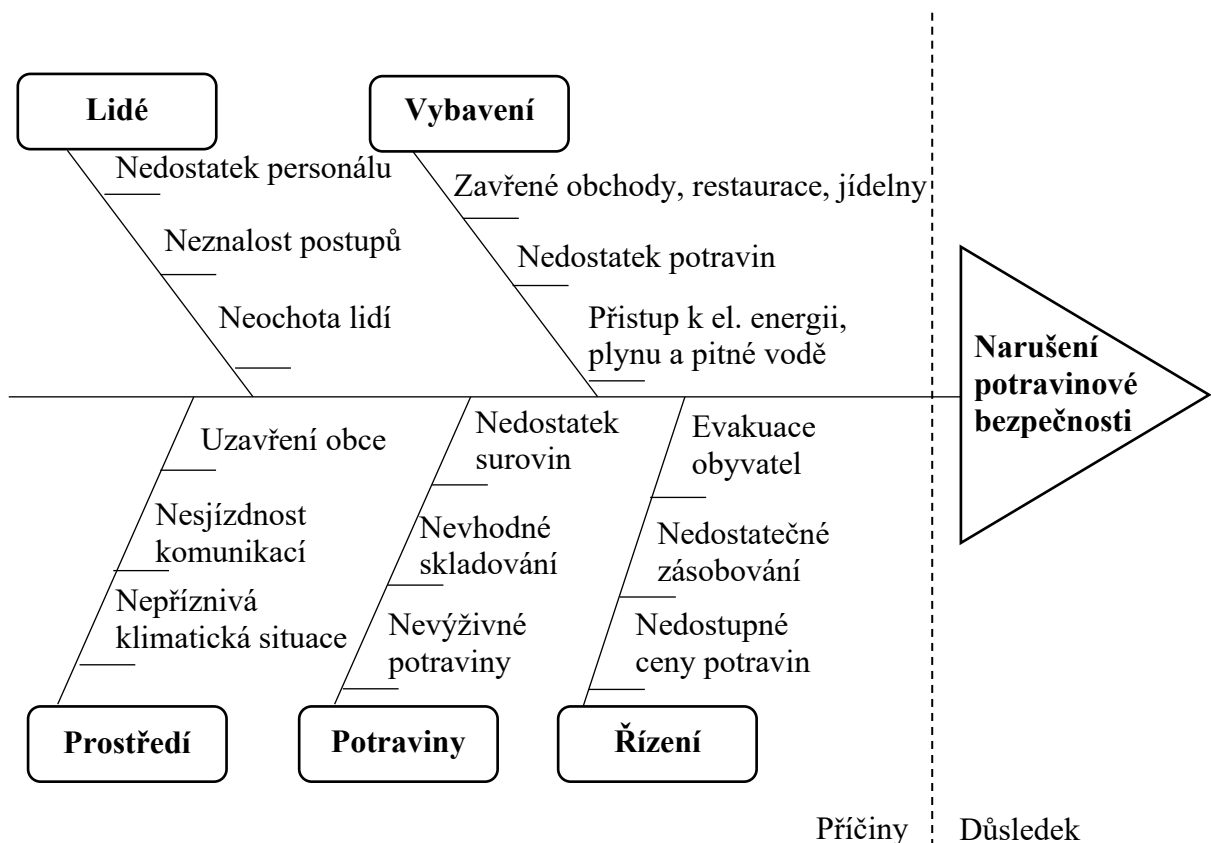 Lidé
Nedostatek personálu
Neznalost postupů
Neochota lidí
Vybavení
Zavřené obchody, restaurace, jídelny
Nedostatek potravin
Přistup k el. energii,
plynu a pitné vodě
Narušení
potravinové
bezpečnosti
Uzavření obce
Nesjízdnost
komunikací
Nepříznivá
klimatická situace
Prostředí
Nedostatek
surovin
Nevhodné
skladování
Nevýživné
potraviny
Potraviny
Evakuace
obyvatel
Nedostatečné
zásobování
Nedostupné
ceny potravin
Řízení
Příčiny
Důsledek